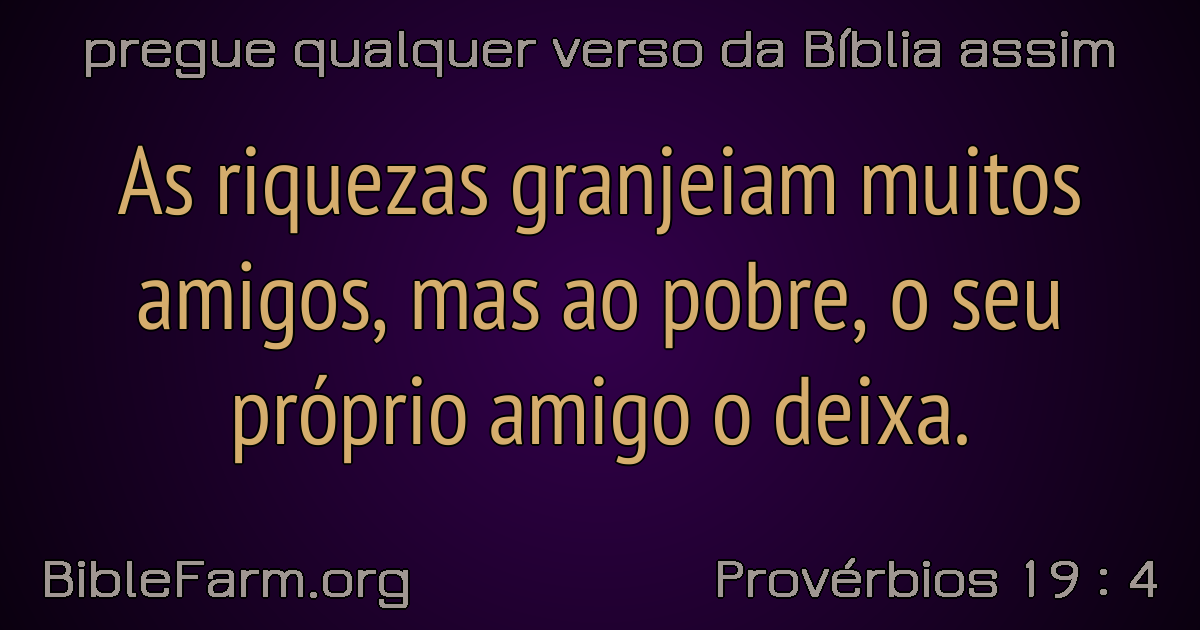 pregue qualquer verso da Bíblia assim
As riquezas granjeiam muitos
amigos, mas ao pobre, o seu
próprio amigo o deixa.
BibleFarm.org
Provérbios 19 : 4